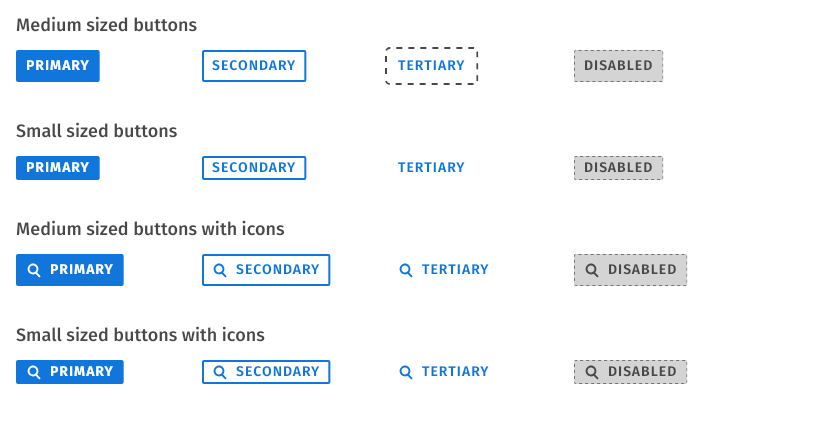 Medium sized buttons
PRIMARY SECONDARY TERTIARY DISABLED
Small sized buttons
PRIMARY SECONDARY TERTIARY DISABLED
Medium sized buttons with icons
PRIMARY SECONDARY TERTIARY DISABLED
Small sized buttons with icons
PRIMARY SECONDARY TERTIARY DISABLED